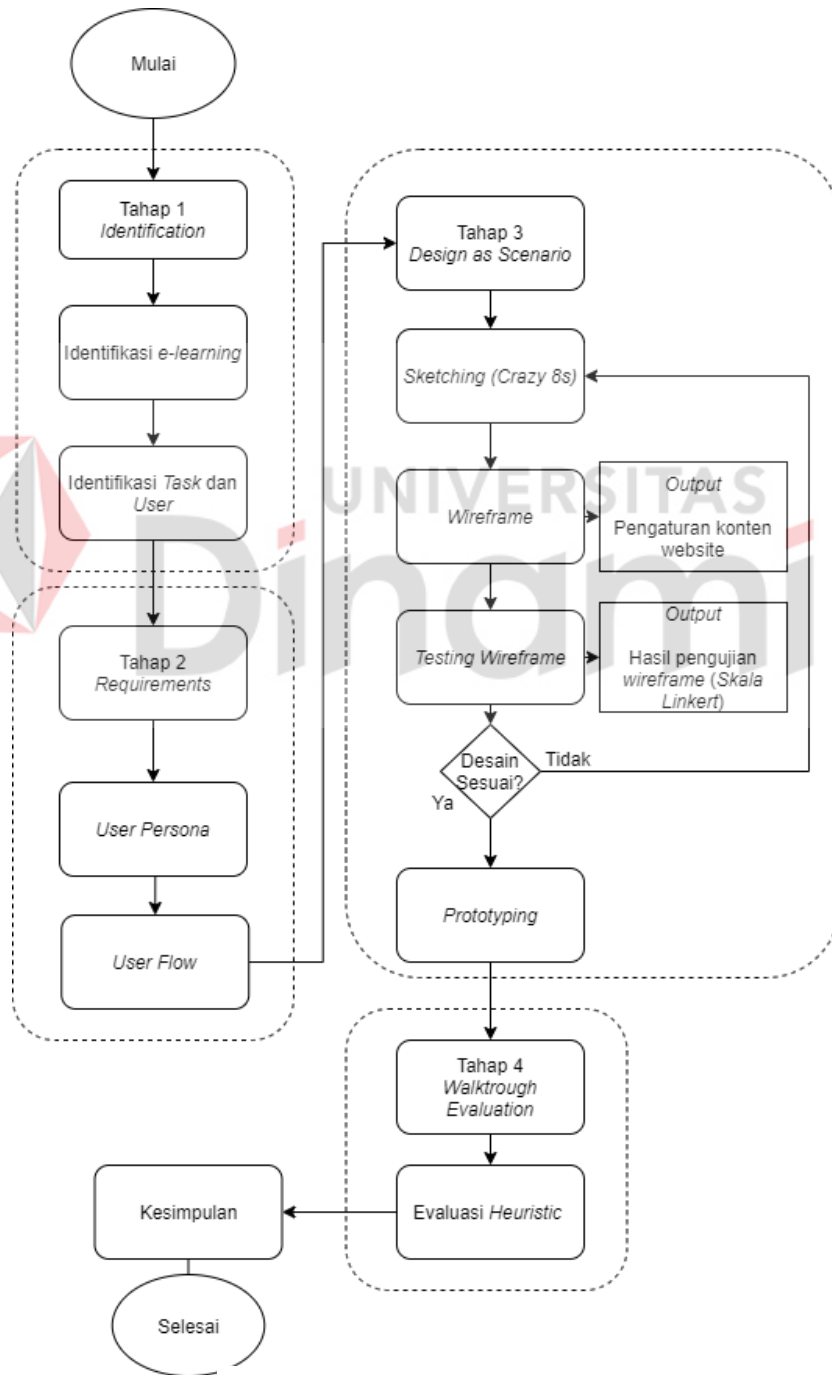 Mulai
Tahap 1
Identification
Identifikasi e-learning
Identifikasi Task dan
User
Tahap 2
Requirements
User Persona
User Flow
Tahap 3
Design as Scenario
Sketching (Crazy 8s)
Wireframe
Output
Pengaturan konten
website
Testing Wireframe
Output
Hasil pengujian
wireframe (Skala
Linkert)
Desain
Sesuai?
Tidak
Ya
Prototyping
Tahap 4
Walktrough
Evaluation
Evaluasi Heuristic
Kesimpulan
Selesai
UNIVERSITAS
Dinami